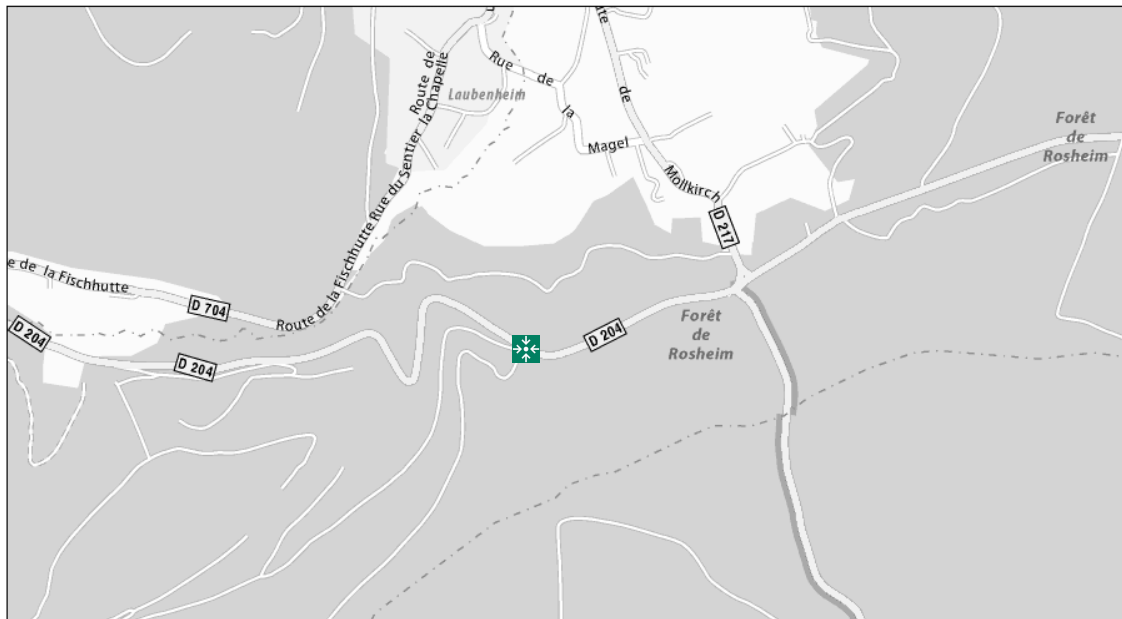 Route de
la Chapelle
Rue du Sentier
Route de la Fischhutte
Laubenheim
Rue de la Magel
ute de Mollkirch
D 217
Forêt
de
Rosheim
e de la Fischhutte
D 704
D 204
D 204
D 204
Forêt
de
Rosheim